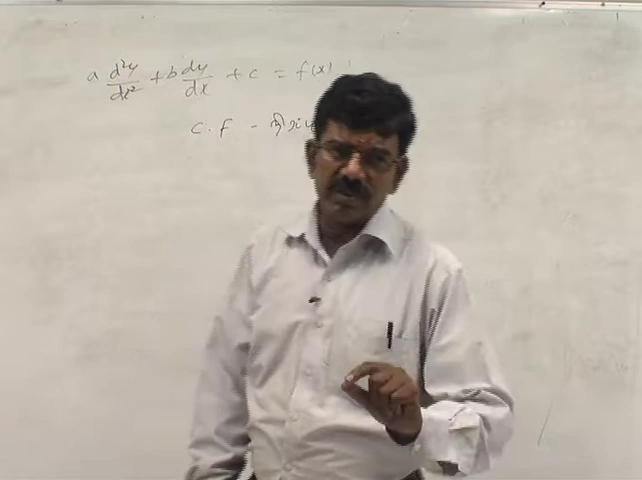 a d²y/dx² + b dy/dx + c = f(x)
C.F -